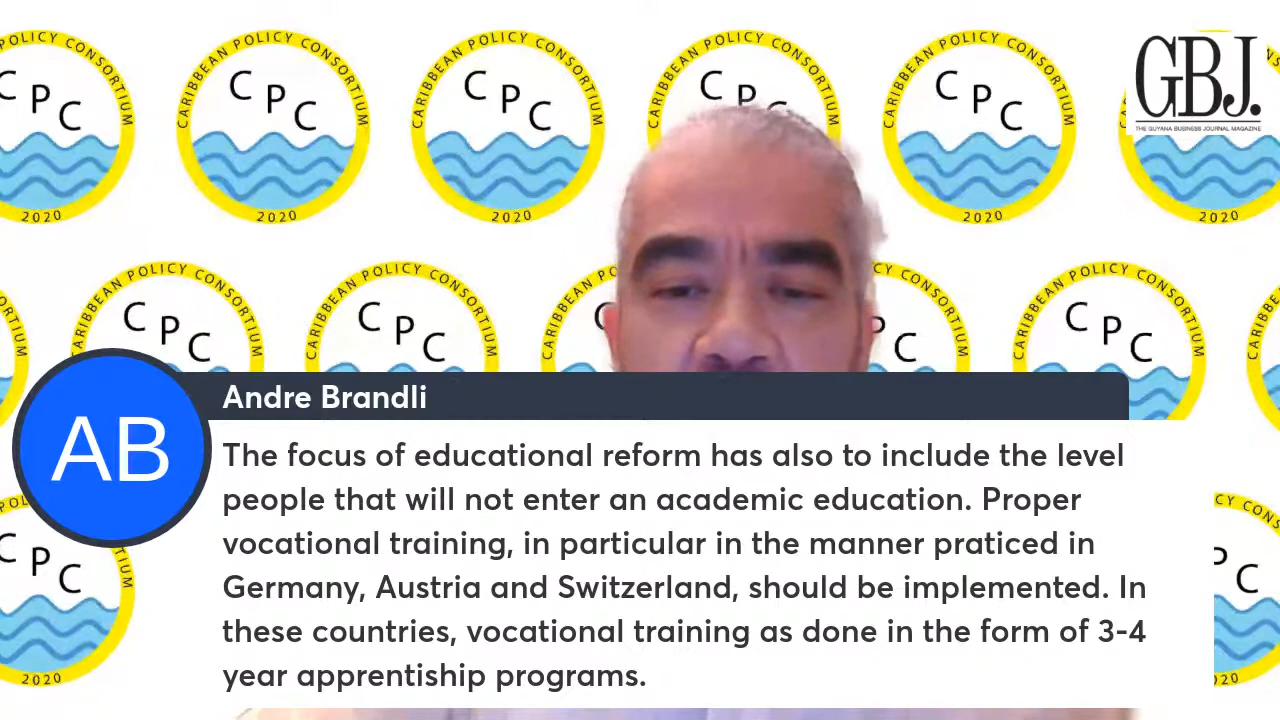 CARIBBEAN POLICY CONSORTIUM
CPC
2020
GBJ.
THE GUYANA BUSINESS JOURNAL MAGAZINE
AB
Andre Brandli
The focus of educational reform has also to include the level
people that will not enter an academic education. Proper
vocational training, in particular in the manner praticed in
Germany, Austria and Switzerland, should be implemented. In
these countries, vocational training as done in the form of 3-4
year apprentiship programs.